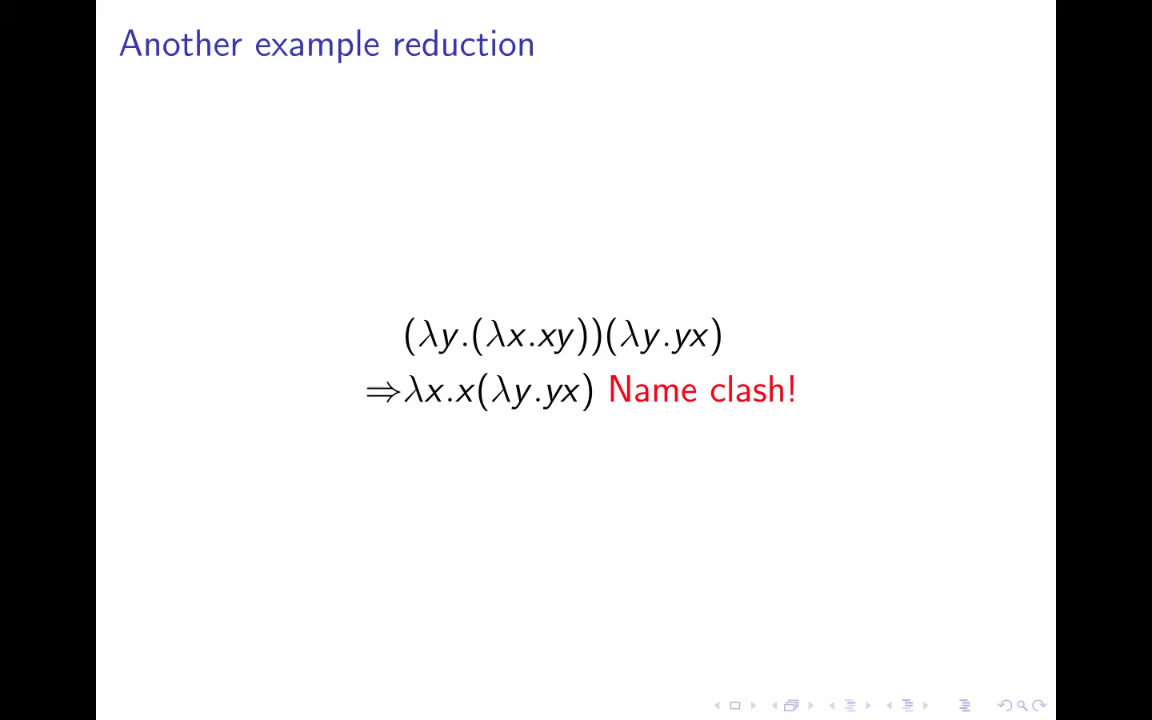 Another example reduction
(λy.(λx.xy))(λy.yx)
⇒λx.x(λy.yx) Name clash!